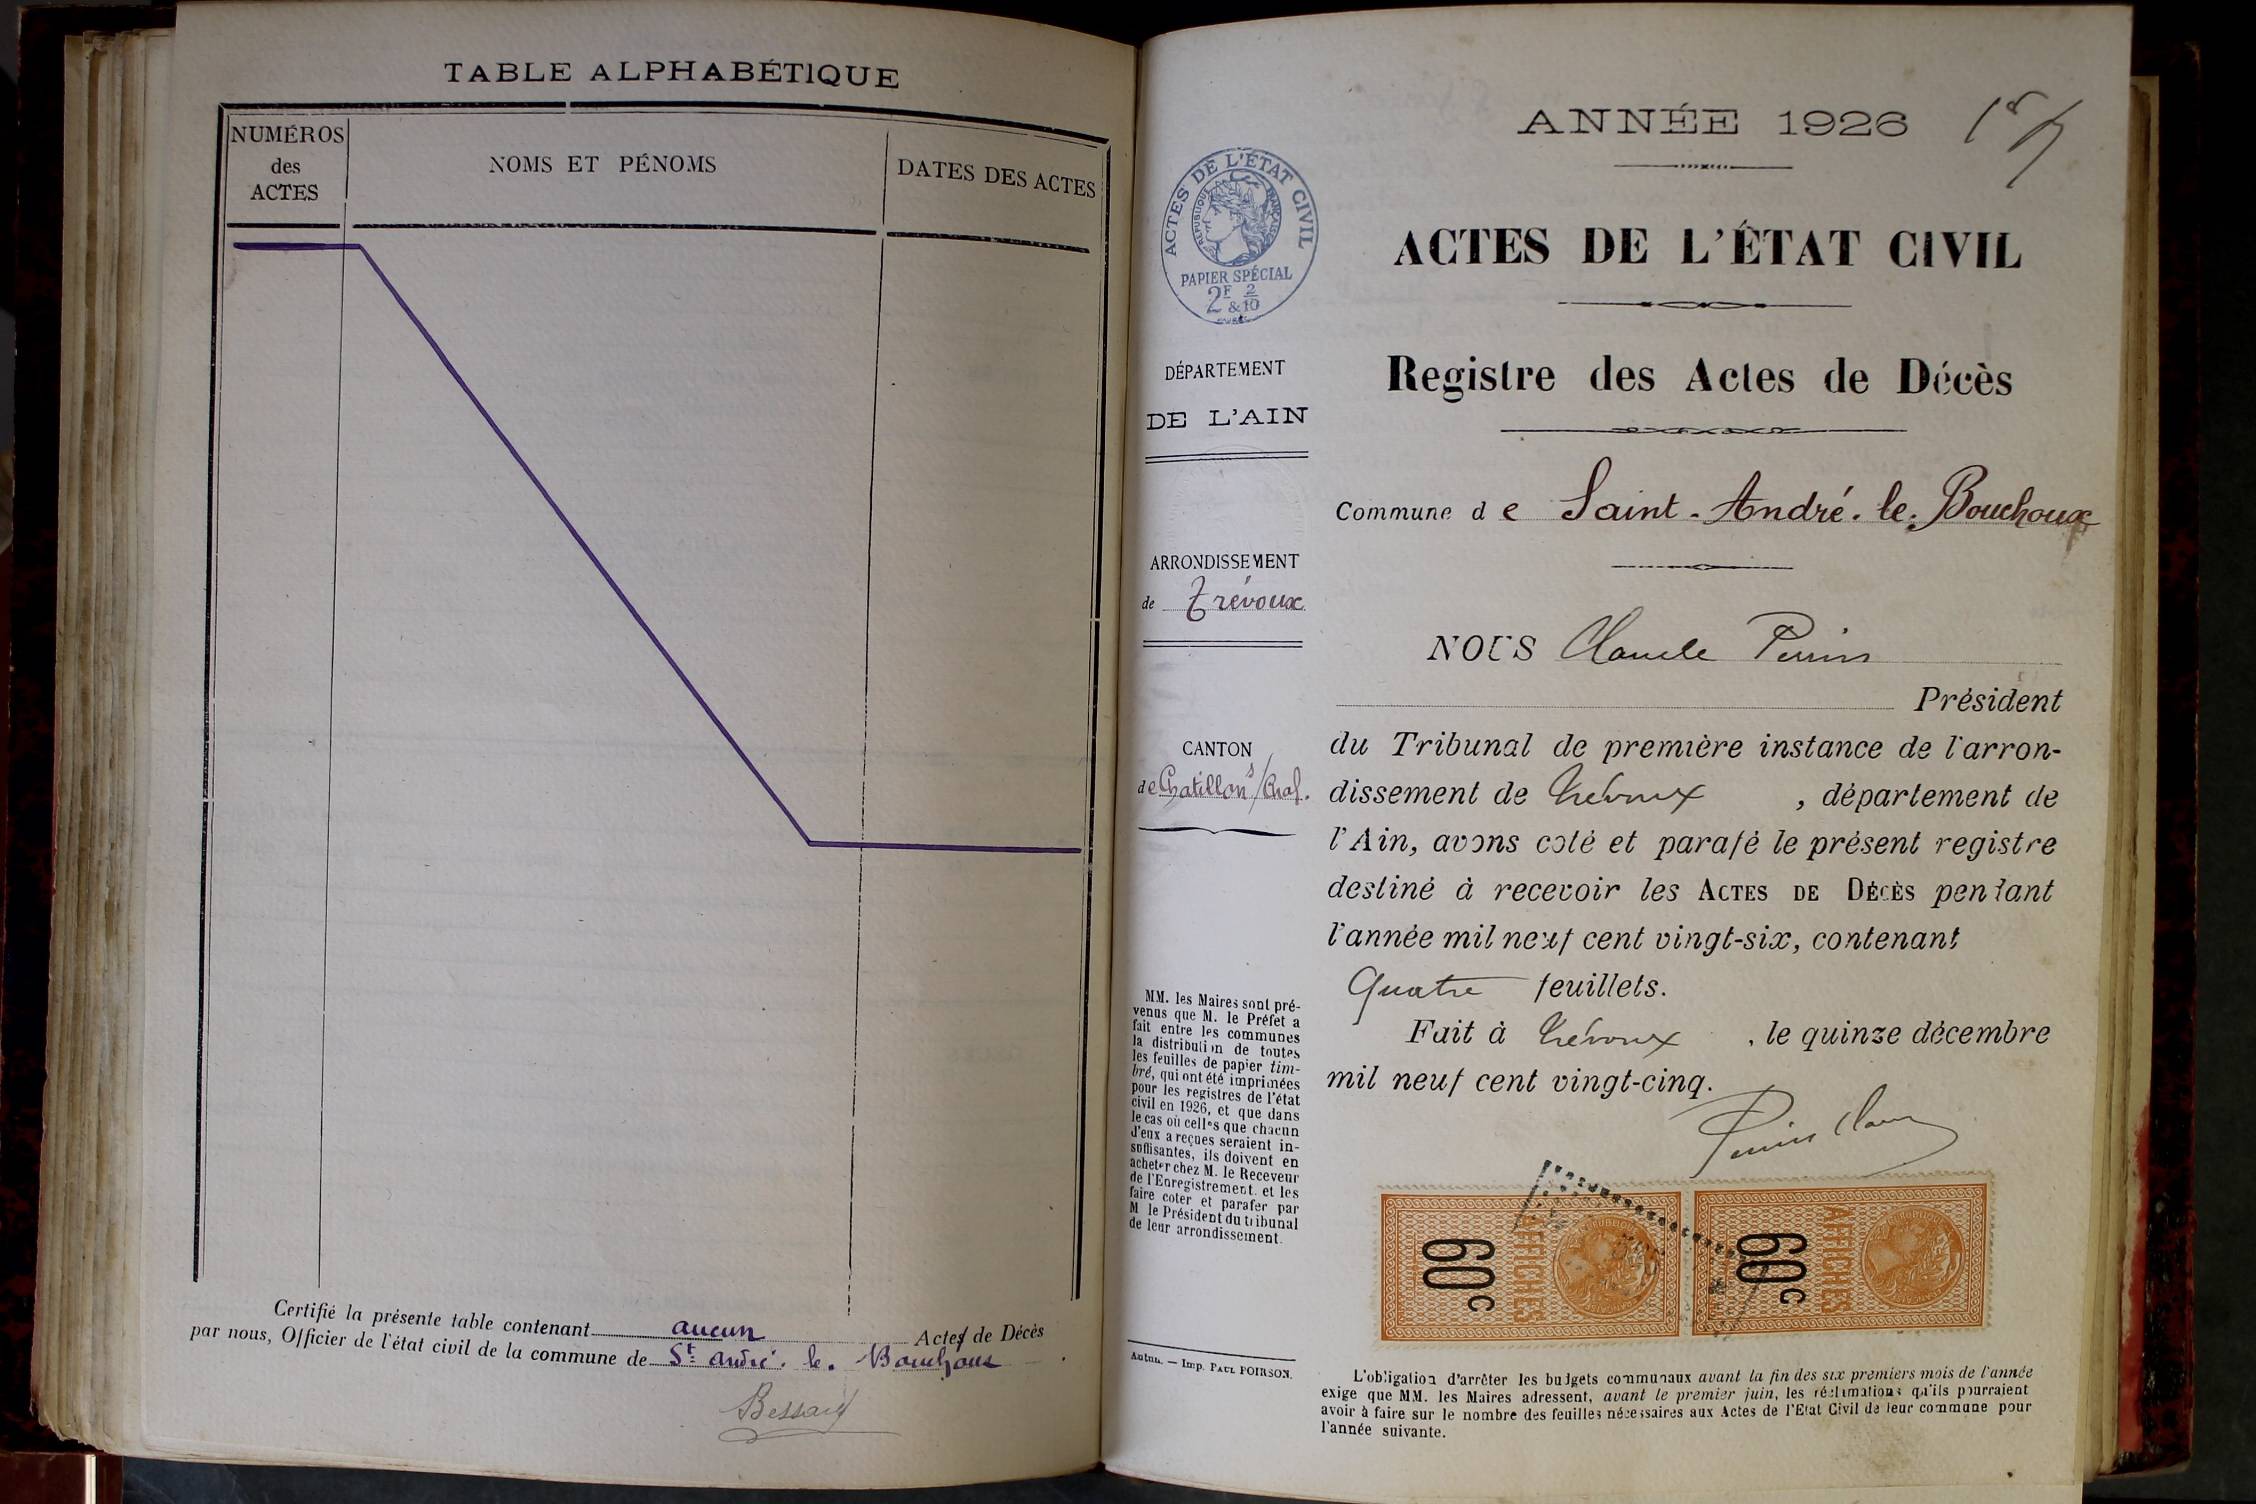 TABLE ALPHABÉTIQUE
NUMÉROS
des
ACTES
NOMS ET PÉNOMS
DATES DES ACTES
Certifié la présente table contenant aucun Actes de Décès
par nous, Officier de l'état civil de la commune de St André. le. Bouchoux
Bessard
ANNÉE 1926
ACTES DE L'ÉTAT CIVIL
RÉPUBLIQUE FRANÇAISE
PAPIER SPÉCIAL
2F & 2/10
DÉPARTEMENT
DE L'AIN
ARRONDISSEMENT
de Trévoux
CANTON
de Chatillon s/ Chal.
MM. les Maires sont pré-
venus que M. le Préfet a
fait entre les communes
la distribution de toutes
les feuilles de papier tim-
bré, qui ont été imprimées
pour les registres de l'état
civil en 1926, et que dans
le cas où celles que chacun
d'eux a reçues seraient in-
suffisantes, ils doivent en
acheter chez M. le Receveur
de l'Enregistrement. et les
faire coter et parafer par
M le Président du tribunal
de leur arrondissement.
Autun. — Imp. PAUL POIRSON.
ACTES DE L'ÉTAT CIVIL
Registre des Actes de Décès
Commune de Saint-André-le-Bouchoux
NOUS Claude Perrin
Président
du Tribunal de première instance de l'arron-
dissement de Trévoux, département de
l'Ain, avons coté et parafé le présent registre
destiné à recevoir les ACTES DE DÉCÈS pendant
l'année mil neuf cent vingt-six, contenant
Quatre feuillets.
Fait à Trévoux, le quinze décembre
mil neuf cent vingt-cinq.
Perrin Claude
60c AFFICHES
60c AFFICHES
L'obligation d'arrêter les budgets communaux avant la fin des six premiers mois de l'année
exige que MM. les Maires adressent, avant le premier juin, les réclamations qu'ils pourraient
avoir à faire sur le nombre des feuilles nécessaires aux Actes de l'Etat Civil de leur commune pour
l'année suivante.